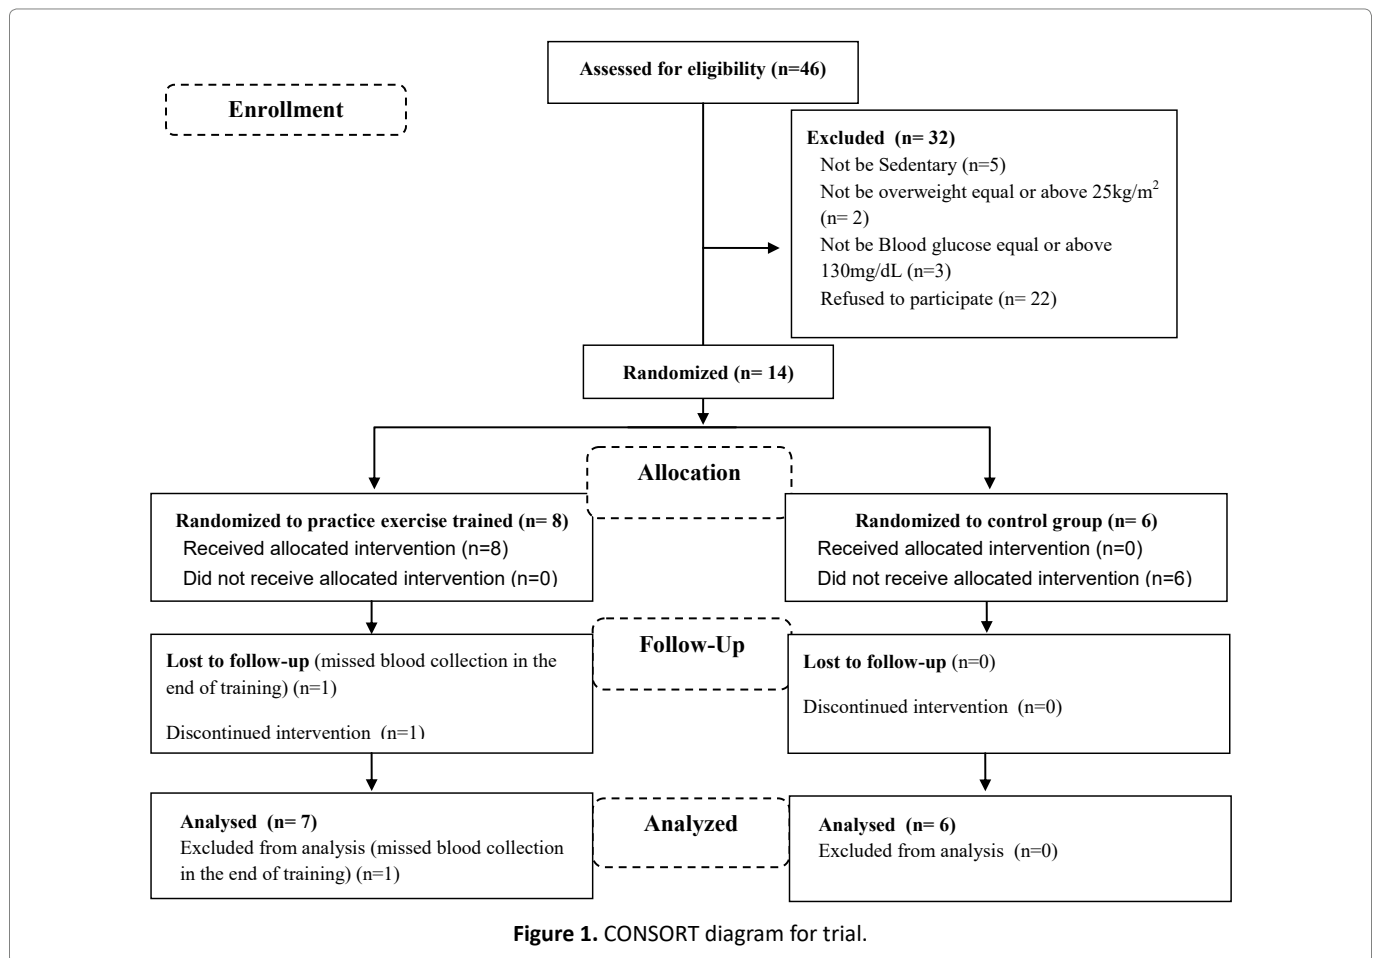 Assessed for eligibility (n=46)
Enrollment
Excluded (n= 32)
Not be Sedentary (n=5)
Not be overweight equal or above 25kg/m²
(n= 2)
Not be Blood glucose equal or above
130mg/dL (n=3)
Refused to participate (n= 22)
Randomized (n= 14)
Allocation
Randomized to practice exercise trained (n= 8)
Received allocated intervention (n=8)
Did not receive allocated intervention (n=0)
Randomized to control group (n= 6)
Received allocated intervention (n=0)
Did not receive allocated intervention (n=6)
Follow-Up
Lost to follow-up (missed blood collection in the
end of training) (n=1)
Discontinued intervention (n=1)
Lost to follow-up (n=0)
Discontinued intervention (n=0)
Analyzed
Analysed (n= 7)
Excluded from analysis (missed blood collection
in the end of training) (n=1)
Analysed (n= 6)
Excluded from analysis (n=0)
Figure 1. CONSORT diagram for trial.